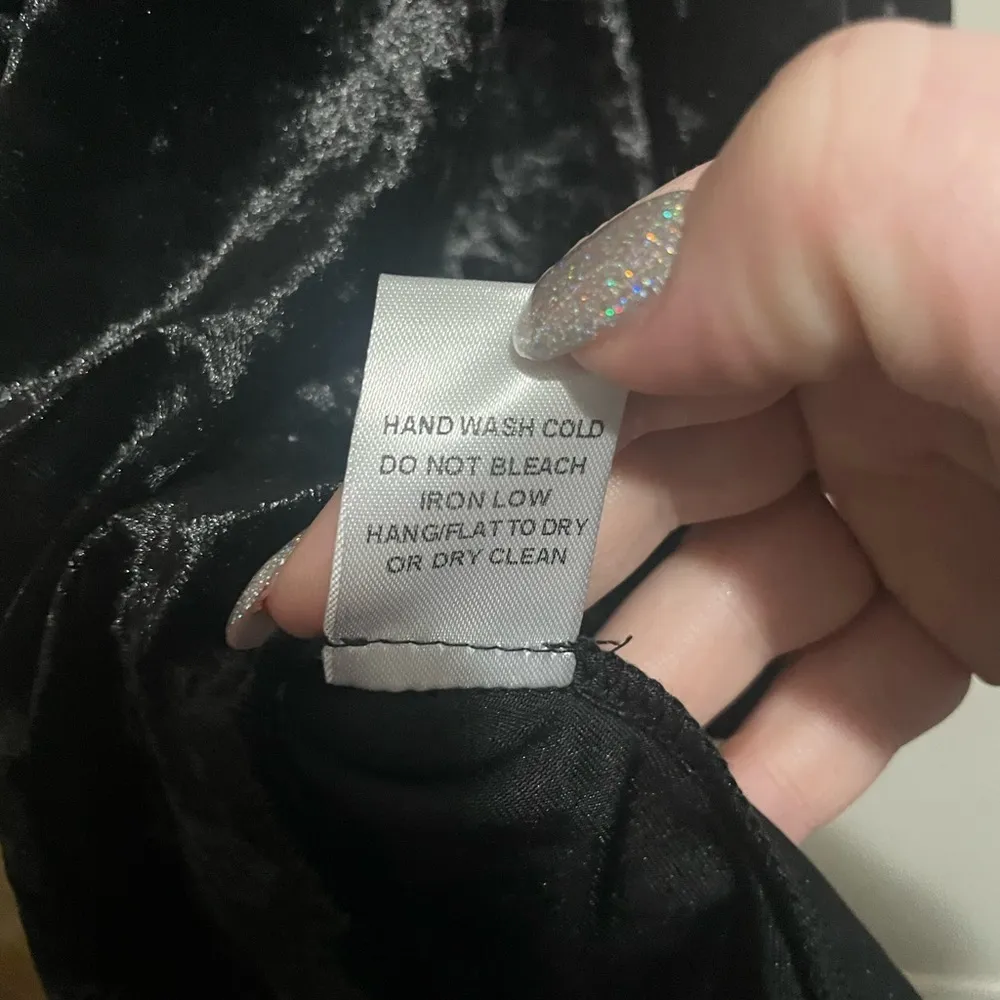 HAND WASH COLD
DO NOT BLEACH
IRON LOW
HANG/FLAT TO DRY
OR DRY CLEAN